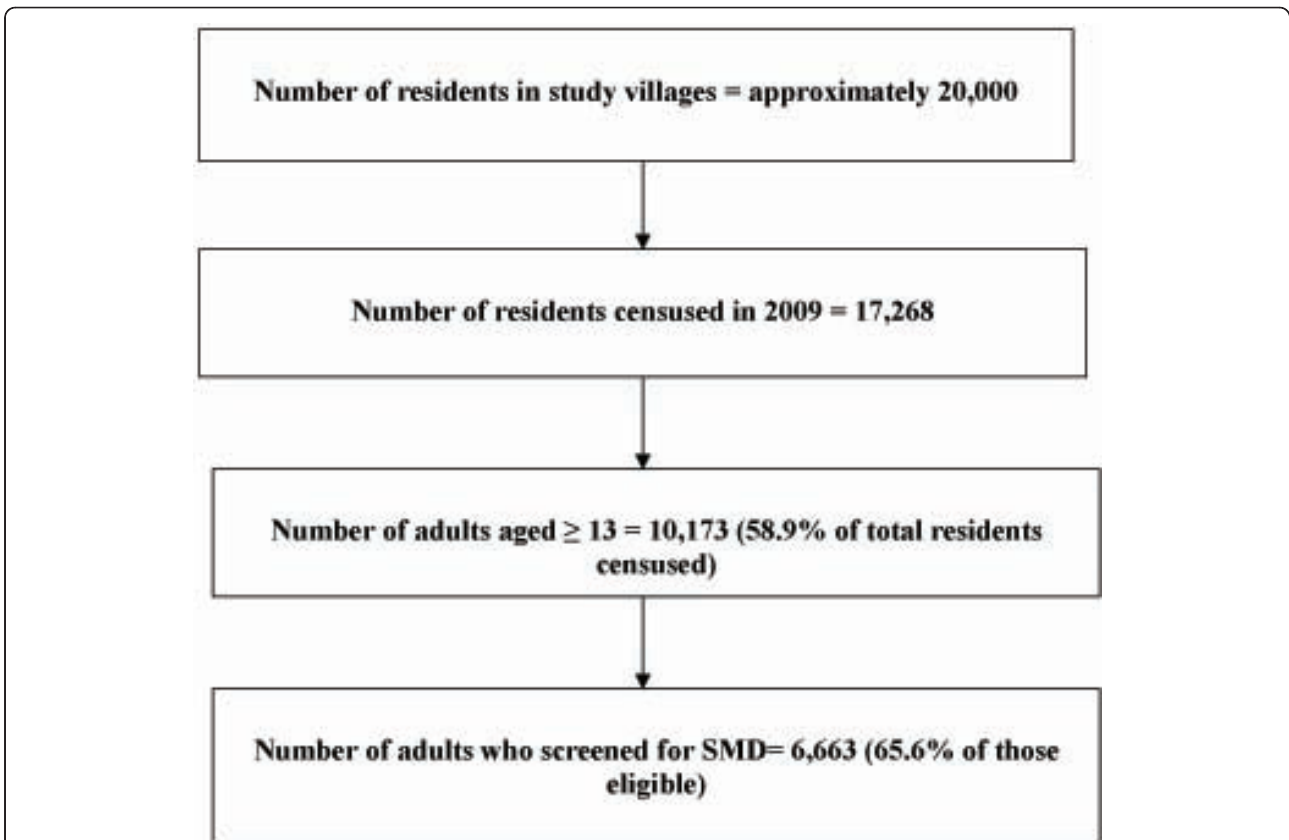 Number of residents in study villages = approximately 20,000
Number of residents censused in 2009 = 17,268
Number of adults aged ≥ 13 = 10,173 (58.9% of total residents
censused)
Number of adults who screened for SMD= 6,663 (65.6% of those
eligible)